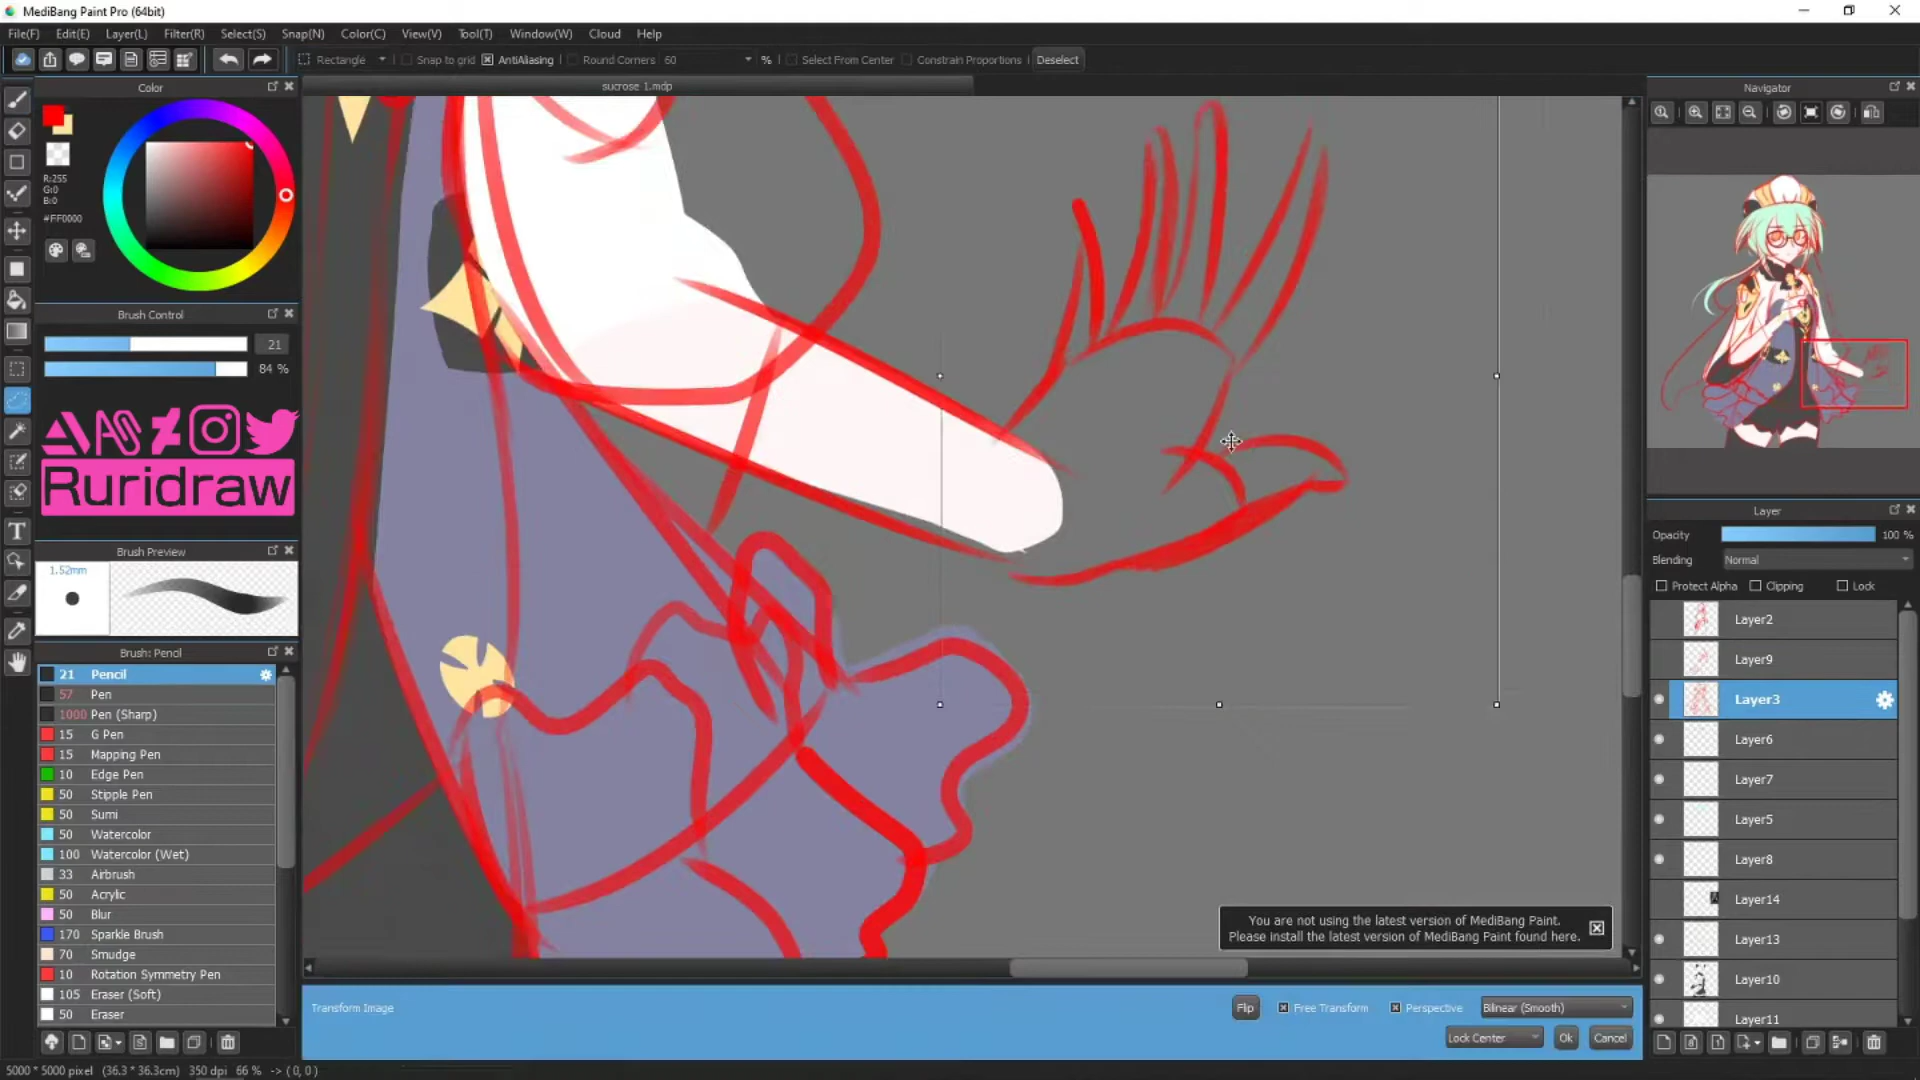 MediBang Paint Pro (64bit)
File(F) Edit(E) Layer(L) Filter(R) Select(S) Snap(N) Color(C) View(V) Tool(T) Window(W) Cloud Help
Rectangle Snap to grid AntiAliasing Round Corners 60 % Select From Center Constrain Proportions Deselect
Color
sucrose 1.mdp
Navigator
R:255
G:0
B:0
#FF0000
Brush Control
21
84 %
Ruridraw
Brush Preview
1.52mm
Brush: Pencil
21 Pencil
57 Pen
1000 Pen (Sharp)
15 G Pen
15 Mapping Pen
10 Edge Pen
50 Stipple Pen
50 Sumi
50 Watercolor
100 Watercolor (Wet)
33 Airbrush
50 Acrylic
50 Blur
170 Sparkle Brush
70 Smudge
10 Rotation Symmetry Pen
105 Eraser (Soft)
50 Eraser
Layer
Opacity 100 %
Blending Normal
Protect Alpha Clipping Lock
Layer2
Layer9
Layer3
Layer6
Layer7
Layer5
Layer8
Layer14
Layer13
Layer10
Layer11
You are not using the latest version of MediBang Paint.
Please install the latest version of MediBang Paint found here.
Transform Image
Flip Free Transform Perspective Bilinear (Smooth)
Lock Center Ok Cancel
5000 * 5000 pixel (36.3 * 36.3cm) 350 dpi 66 % -> ( 0, 0 )